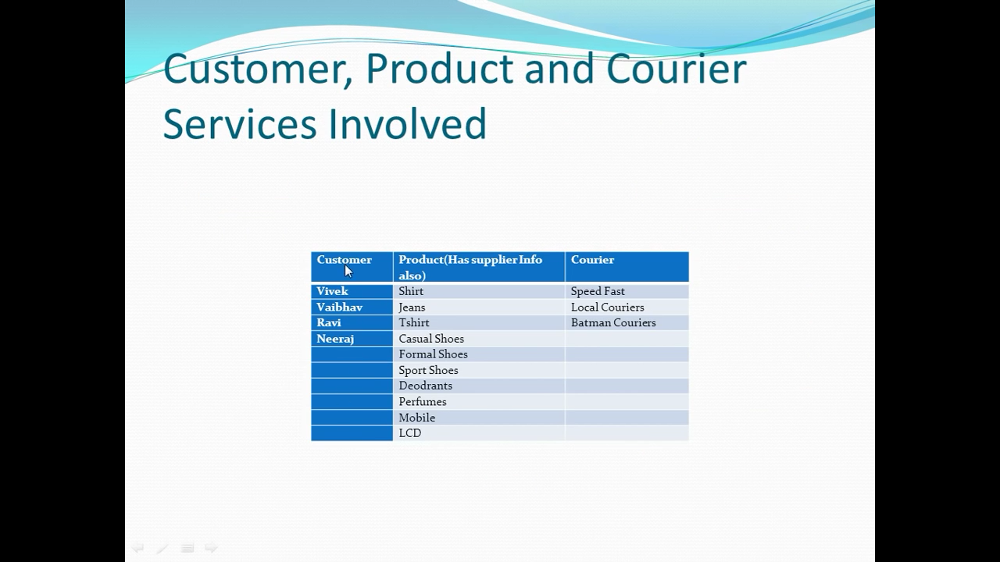 Customer, Product and Courier
Services Involved
Customer Product(Has supplier Info also) Courier
Vivek Shirt Speed Fast
Vaibhav Jeans Local Couriers
Ravi Tshirt Batman Couriers
Neeraj Casual Shoes
Formal Shoes
Sport Shoes
Deodrants
Perfumes
Mobile
LCD